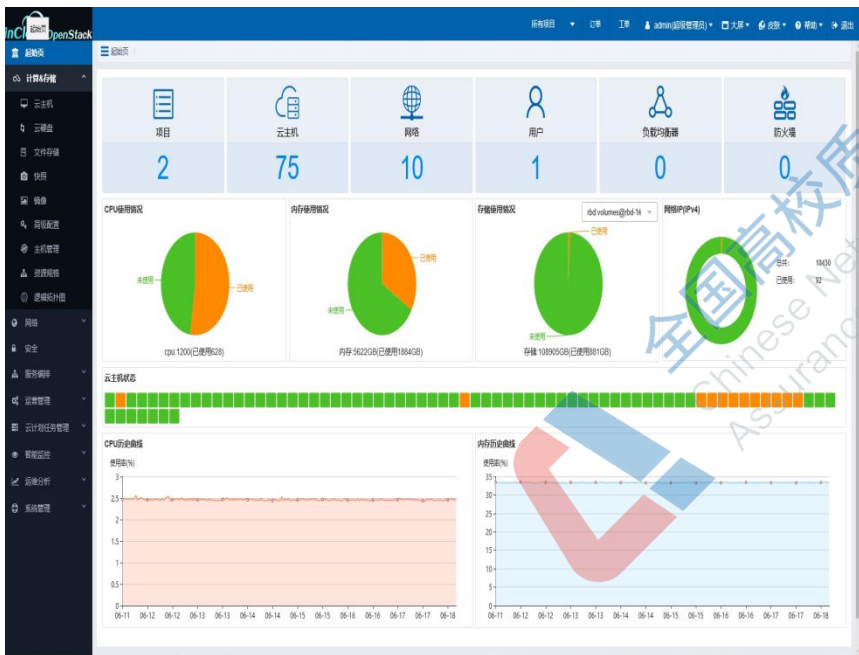 所有项目 订单 工单 admin(超级管理员) 大屏 皮肤 帮助 退出
InCl OpenStack
起始页
起始页
起始页
计算&存储
云主机
云硬盘
文件存储
快照
镜像
高级配置
主机管理
资源规格
逻辑拓扑图
网络
安全
服务编排
运营管理
云计划任务管理
智能监控
运维分析
系统管理
项目 云主机 网络 用户 负载均衡器 防火墙
2 75 10 1 0 0
CPU使用情况
未使用
已使用
cpu:1200(已使用628)
内存使用情况
已使用
未使用
内存:5622GB(已使用1884GB)
存储使用情况
rbd:volumes@rbd-1#
已使用
未使用
存储:108905GB(已使用881GB)
网络IP(IPv4)
总共: 18430
已使用: 92
云主机状态
CPU历史曲线
使用率(%)
3
2.5
2
1.5
1
0.5
0
06-11 06-12 06-12 06-13 06-13 06-14 06-14 06-15 06-15 06-16 06-16 06-17 06-17 06-18
内存历史曲线
使用率(%)
35
30
25
20
15
10
5
0
06-11 06-12 06-12 06-13 06-13 06-14 06-14 06-15 06-15 06-16 06-16 06-17 06-17 06-18
全国高校质
Chinese Net
Assuranc